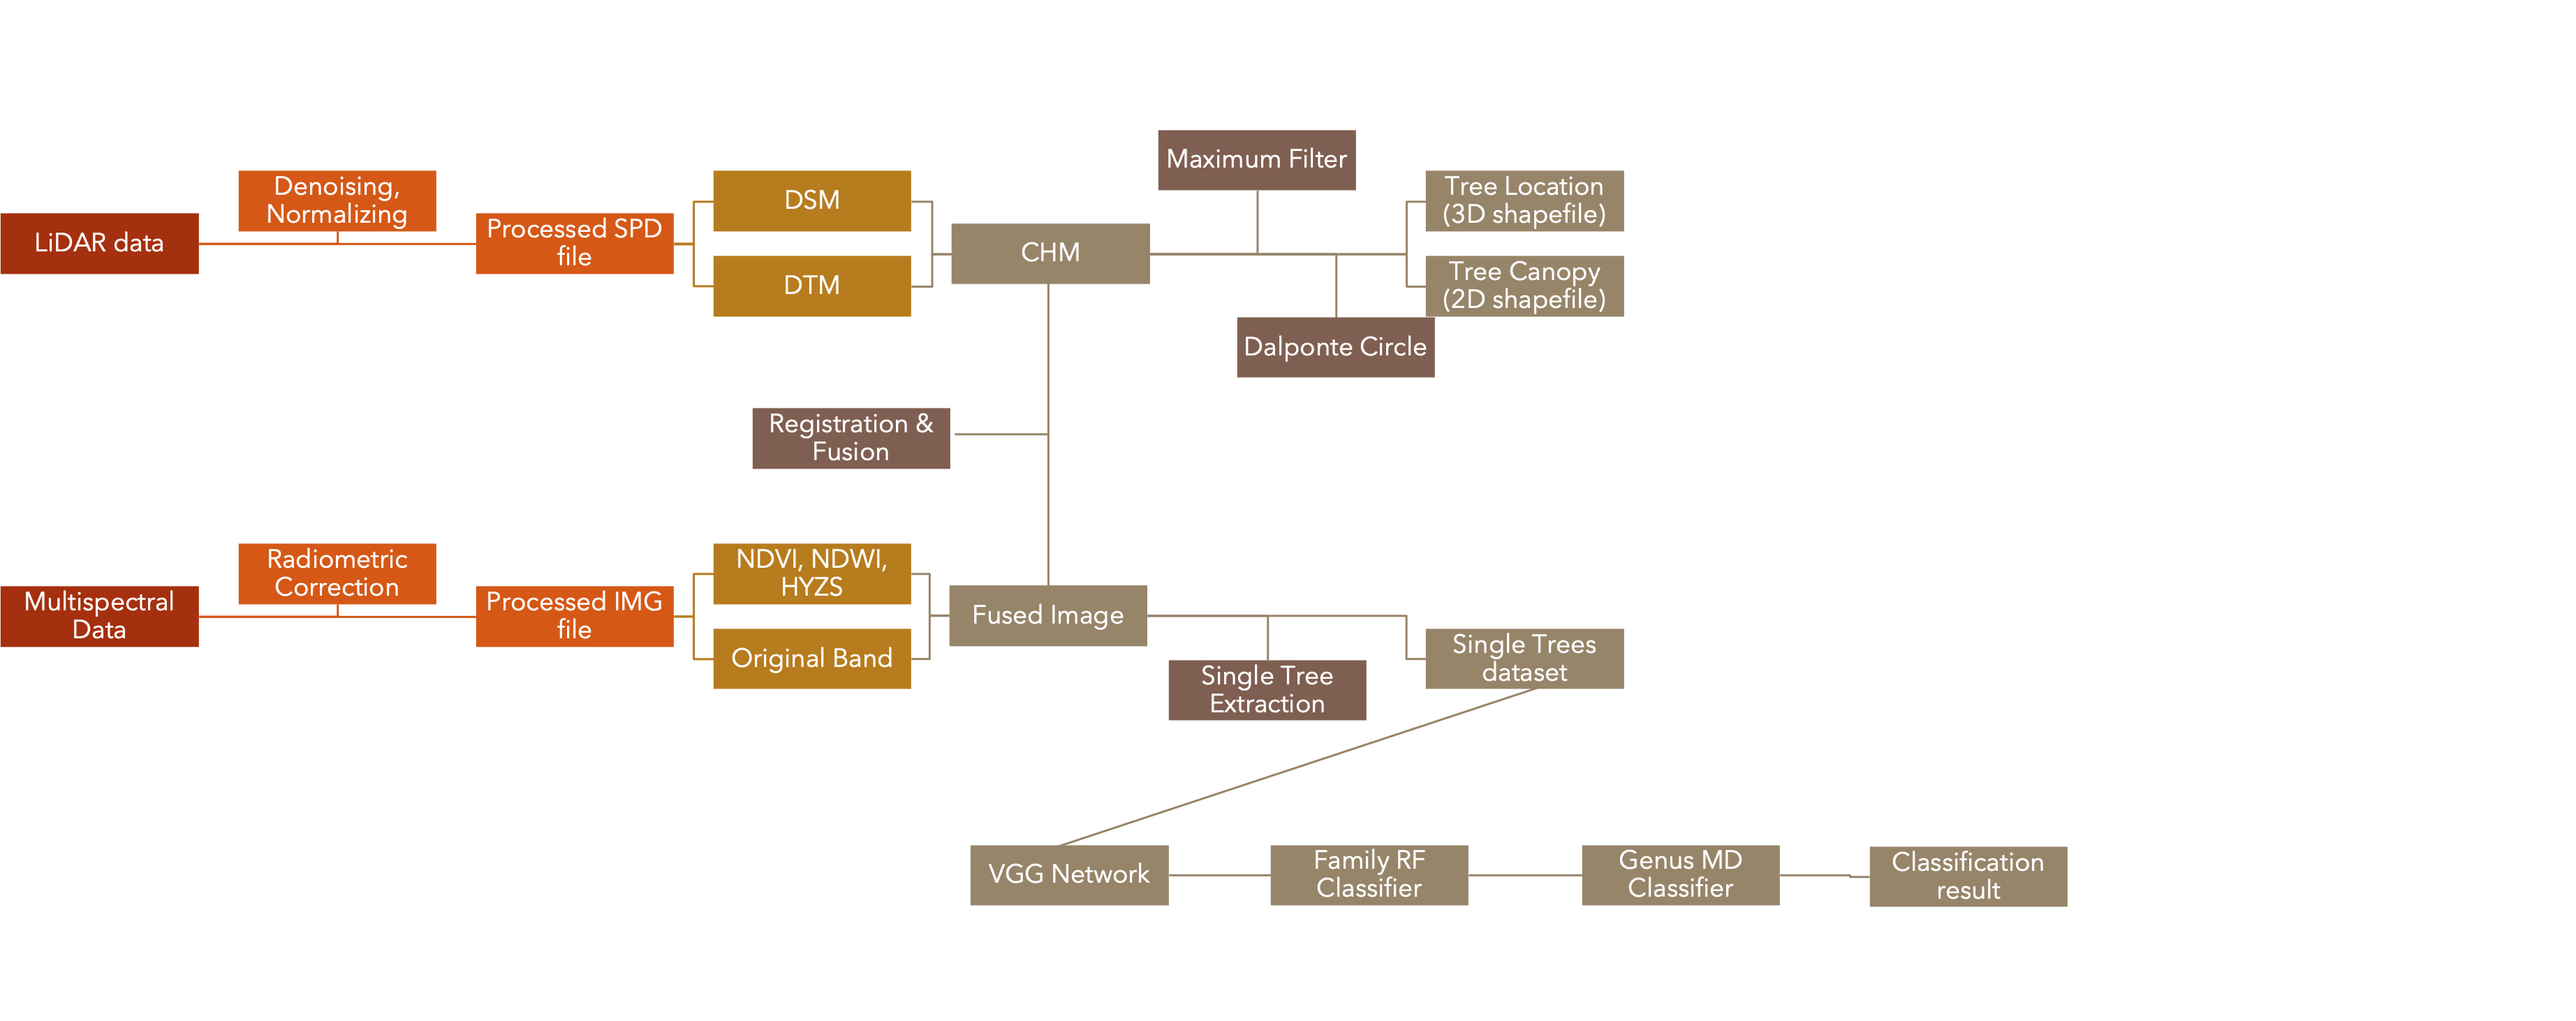 LiDAR data
Denoising,
Normalizing
Processed SPD
file
DSM
DTM
CHM
Maximum Filter
Dalponte Circle
Tree Location
(3D shapefile)
Tree Canopy
(2D shapefile)
Registration &
Fusion
Multispectral
Data
Radiometric
Correction
Processed IMG
file
NDVI, NDWI,
HYZS
Original Band
Fused Image
Single Tree
Extraction
Single Trees
dataset
VGG Network
Family RF
Classifier
Genus MD
Classifier
Classification
result